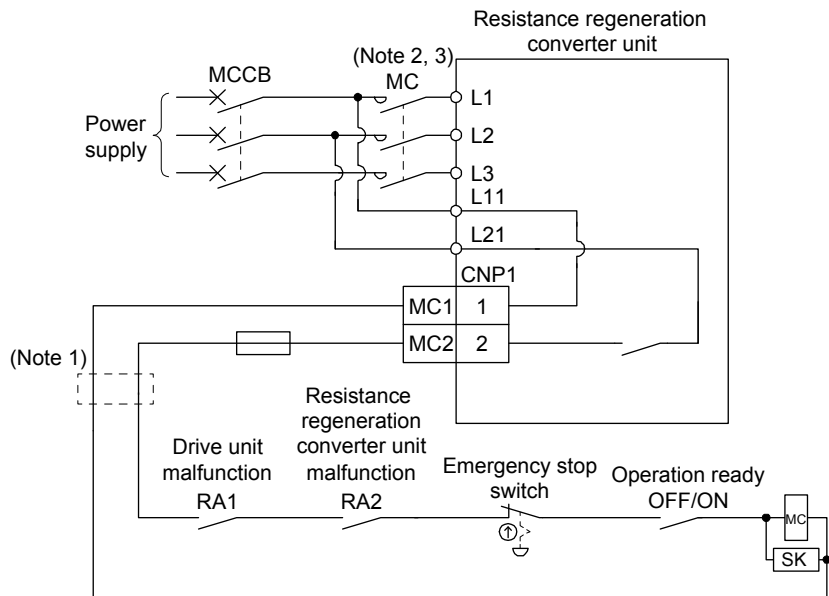 Resistance regeneration
converter unit
(Note 2, 3)
MCCB
MC
L1
Power
supply
L2
L3
L11
L21
CNP1
MC1
1
MC2
2
(Note 1)
Resistance
regeneration
converter unit
malfunction
Drive unit
malfunction
Emergency stop
switch
Operation ready
OFF/ON
RA1
RA2
MC
SK